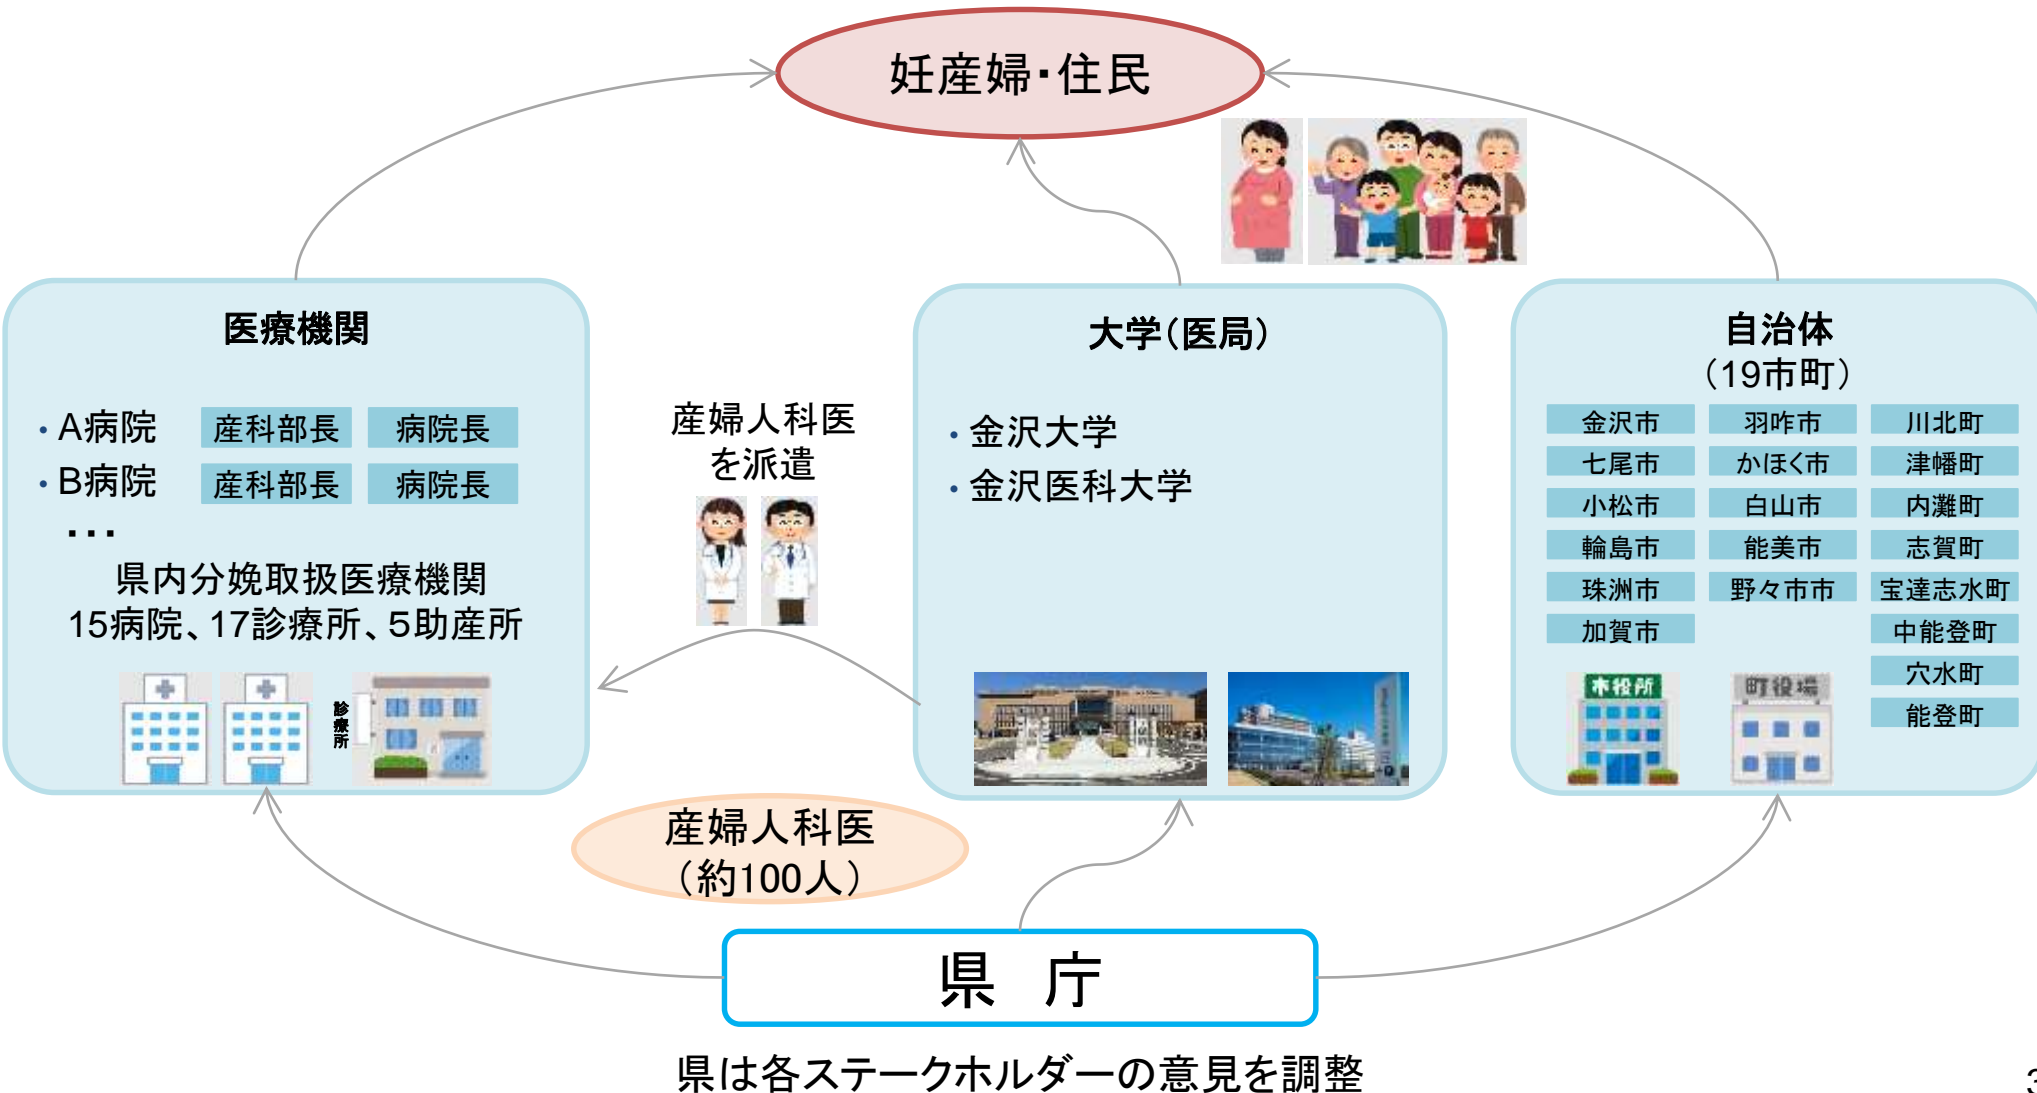 妊産婦・住民
医療機関
・A病院 産科部長 病院長
・B病院 産科部長 病院長
・・・
県内分娩取扱医療機関
15病院、17診療所、5助産所
診療所
産婦人科医
を派遣
大学（医局）
・金沢大学
・金沢医科大学
自治体
（19市町）
金沢市 羽咋市 川北町
七尾市 かほく市 津幡町
小松市 白山市 内灘町
輪島市 能美市 志賀町
珠洲市 野々市市 宝達志水町
加賀市 中能登町
穴水町
能登町
市役所 町役場
産婦人科医
（約100人）
県　庁
県は各ステークホルダーの意見を調整
3